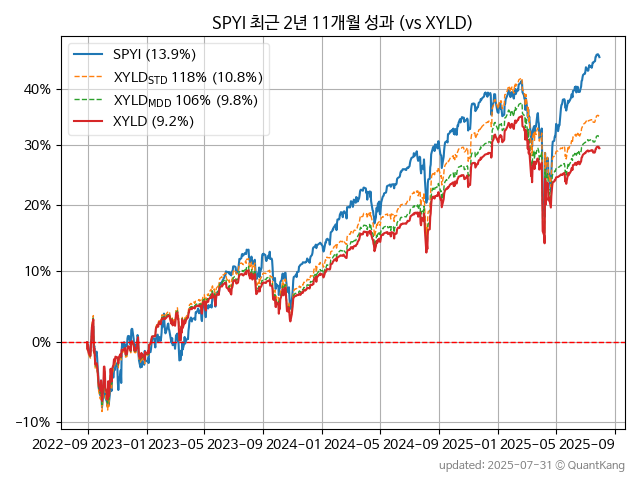 SPYI 최근 2년 11개월 성과 (vs XYLD)
SPYI (13.9%)
XYLD_STD 118% (10.8%)
XYLD_MDD 106% (9.8%)
XYLD (9.2%)
40%
30%
20%
10%
0%
−10%
2022-09 2023-01 2023-05 2023-09 2024-01 2024-05 2024-09 2025-01 2025-05 2025-09
updated: 2025-07-31 © QuantKang